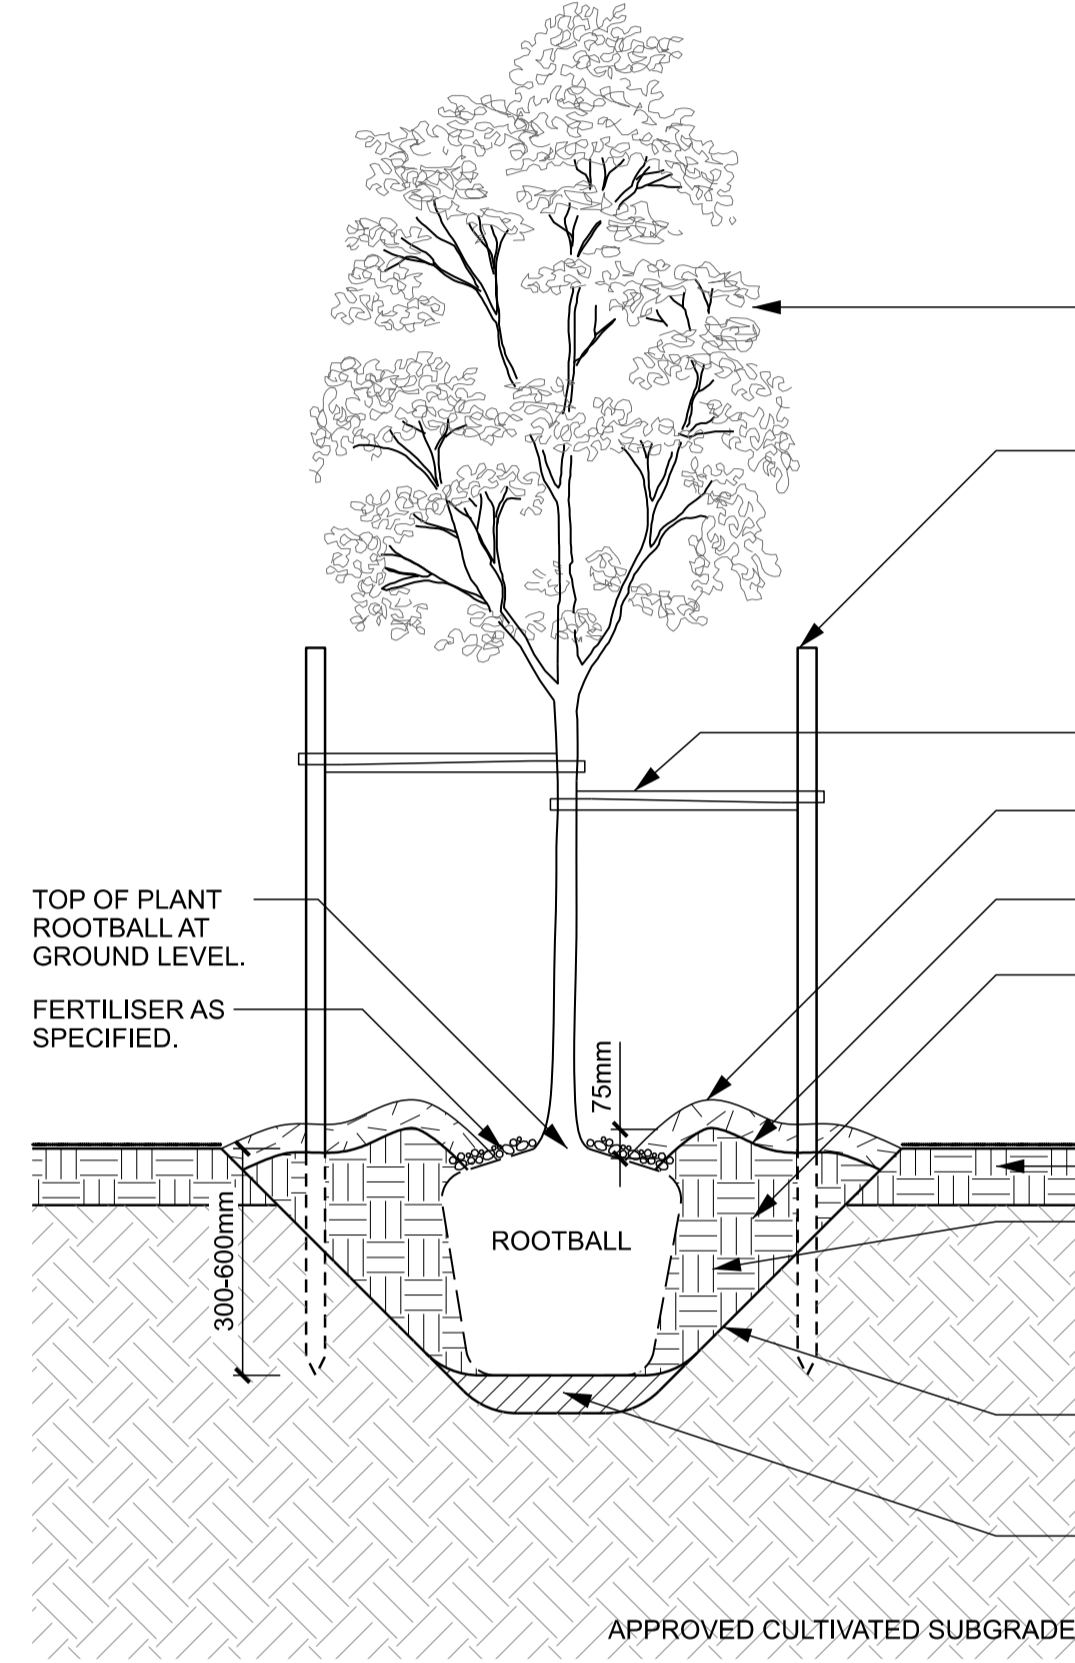 TOP OF PLANT
ROOTBALL AT
GROUND LEVEL.
FERTILISER AS
SPECIFIED.
75mm
300-600mm
ROOTBALL
APPROVED CULTIVATED SUBGRADE